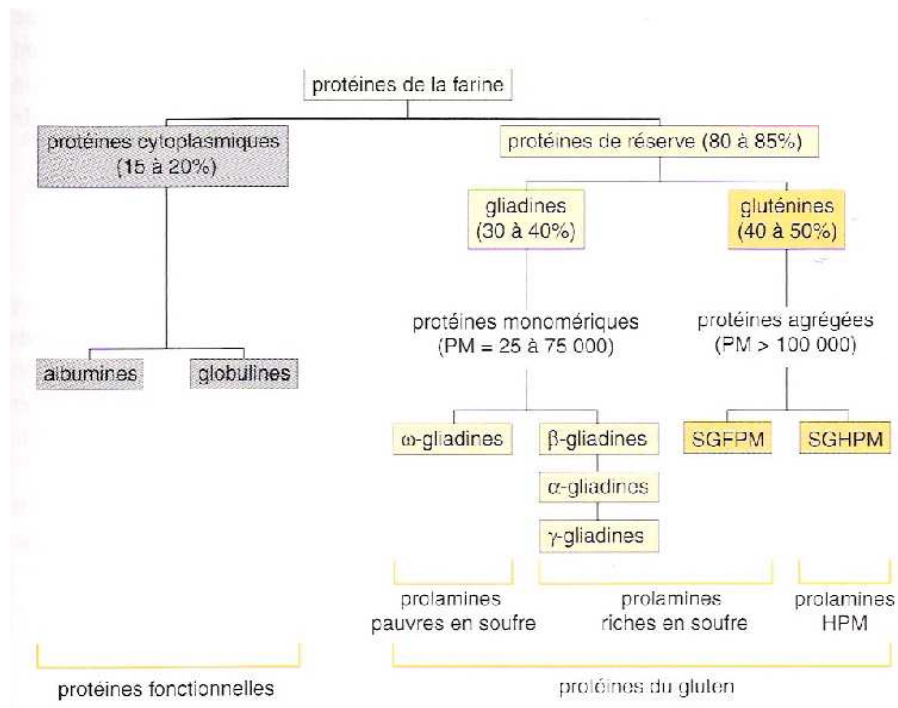 protéines de la farine
protéines cytoplasmiques
(15 à 20%)
protéines de réserve (80 à 85%)
gliadines
(30 à 40%)
gluténines
(40 à 50%)
protéines monomériques
(PM = 25 à 75 000)
protéines agrégées
(PM > 100 000)
albumines
globulines
ω-gliadines
β-gliadines
SGFPM
SGHPM
α-gliadines
γ-gliadines
prolamines
pauvres en soufre
prolamines
riches en soufre
prolamines
HPM
protéines fonctionnelles
protéines du gluten